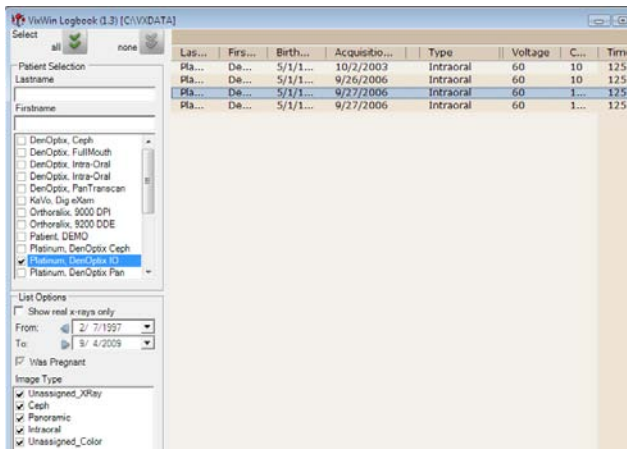 VixWin Logbook (1.3) [C:\VXDATA]
Select
all none
Patient Selection
Lastname
Firstname
DenOptix, Ceph
DenOptix, FullMouth
DenOptix, Intra-Oral
DenOptix, Intra-Oral
DenOptix, PanTranscan
KaVo, Dig eXam
Orthoralix, 9000 DPI
Orthoralix, 9200 DDE
Patient, DEMO
Platinum, DenOptix Ceph
Platinum, DenOptix IO
Platinum, DenOptix Pan
List Options
Show real x-rays only
From: 2/ 7/1997
To: 9/ 4/2009
Was Pregnant
Image Type
Unassigned_XRay
Ceph
Panoramic
Intraoral
Unassigned_Color
Las... Firs... Birth... Acquisitio... Type Voltage C... Time
Pla... De... 5/1/1... 10/2/2003 Intraoral 60 10 125
Pla... De... 5/1/1... 9/26/2006 Intraoral 60 10 125
Pla... De... 5/1/1... 9/27/2006 Intraoral 60 1... 125
Pla... De... 5/1/1... 9/27/2006 Intraoral 60 1... 125